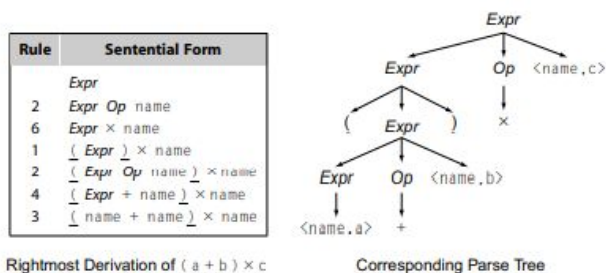 Rule Sentential Form
Expr
2 Expr Op name
6 Expr × name
1 ( Expr ) × name
2 ( Expr Op name ) × name
4 ( Expr + name ) × name
3 ( name + name ) × name
Rightmost Derivation of ( a + b ) × c
Expr
Expr Op <name,c>
( Expr ) ×
Expr Op <name,b>
<name,a> +
Corresponding Parse Tree